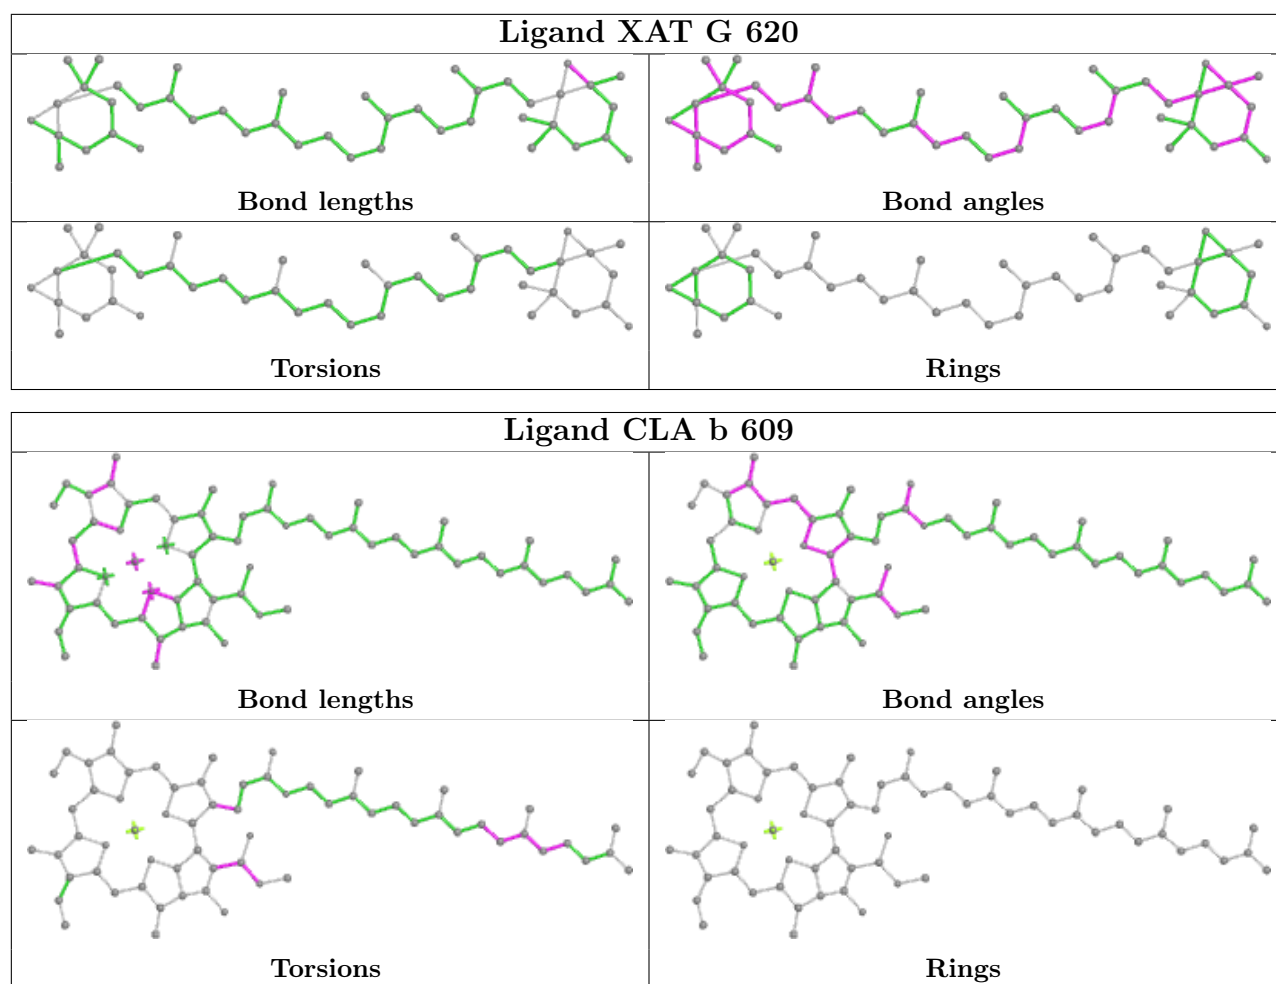 Ligand XAT G 620
Bond lengths
Bond angles
Torsions
Rings
Ligand CLA b 609
Bond lengths
Bond angles
Torsions
Rings